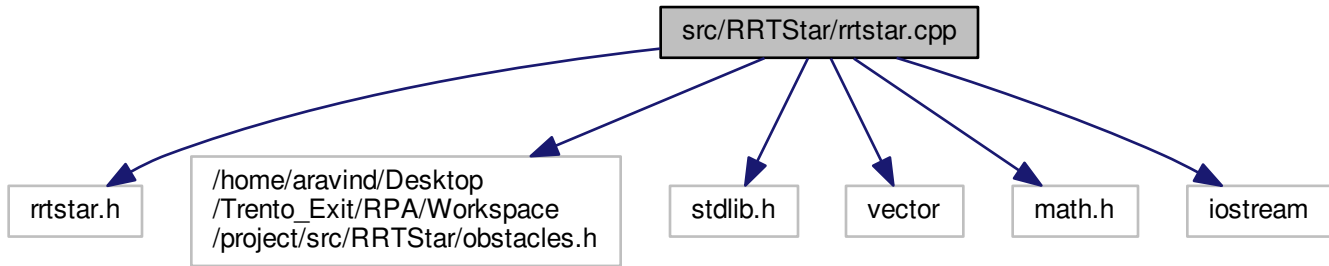 src/RRTStar/rrtstar.cpp
rrtstar.h
/home/aravind/Desktop
/Trento_Exit/RPA/Workspace
/project/src/RRTStar/obstacles.h
stdlib.h
vector
math.h
iostream